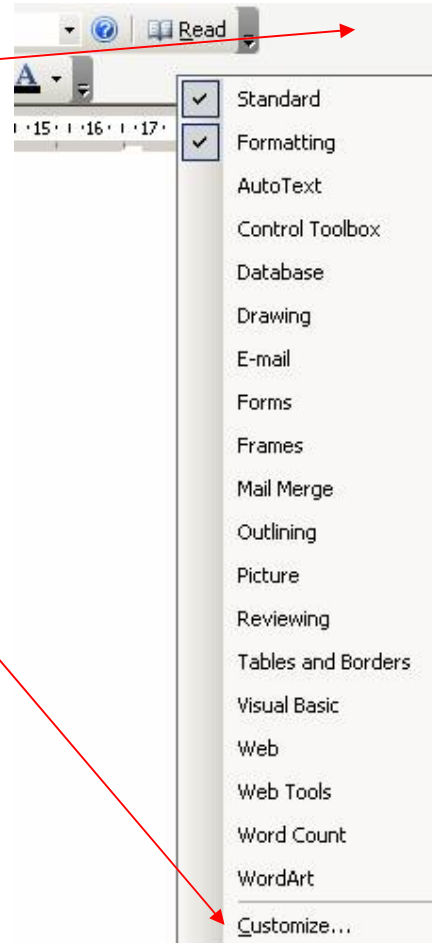 Read
A
·15· ı ·16· ı ·17·
Standard
Formatting
AutoText
Control Toolbox
Database
Drawing
E-mail
Forms
Frames
Mail Merge
Outlining
Picture
Reviewing
Tables and Borders
Visual Basic
Web
Web Tools
Word Count
WordArt
Customize...